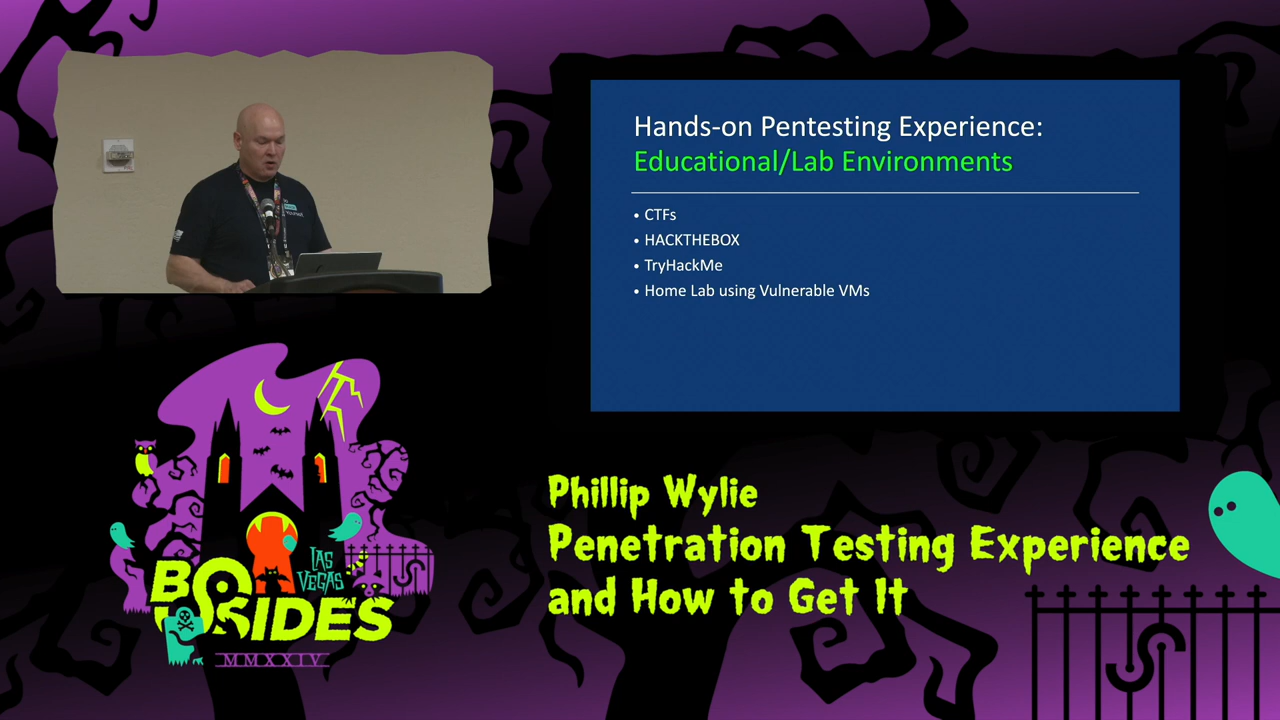 Hands-on Pentesting Experience:
Educational/Lab Environments
• CTFs
• HACKTHEBOX
• TryHackMe
• Home Lab using Vulnerable VMs
LAS
VEGAS
BSIDES
MMXXIV
Phillip Wylie
Penetration Testing Experience
and How to Get It